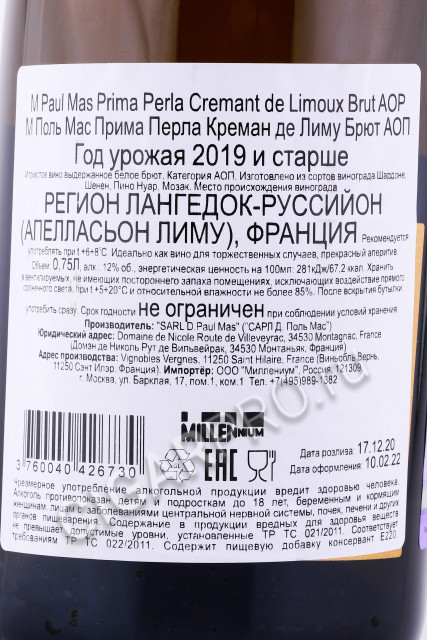 M Paul Mas Prima Perla Cremant de Limoux Brut AOP
М Поль Мас Прима Перла Креман де Лиму Брют АОП
Год урожая 2019 и старше
Игристое вино выдержанное белое брют. Категория АОП. Изготовлено из сортов винограда Шардоне,
Шенен, Пино Нуар, Мозак. Место происхождения винограда
РЕГИОН ЛАНГЕДОК-РУССИЙОН
(АПЕЛЛАСЬОН ЛИМУ), ФРАНЦИЯ Рекомендуется
употреблять при t +6+8°С. Идеально как вино для торжественных случаев, прекрасный аперитив.
Объем: 0,75Л, алк.: 12% об., энергетическая ценность на 100мл: 281кДж/67,2 ккал. Хранить
в вентилируемых, не имеющих постороннего запаха помещениях, исключающих воздействие прямого
солнечного света, при t +5+20°С и относительной влажности не более 85%. После вскрытия бутылки
употребить сразу. Срок годности не ограничен при соблюдении условий хранения
Производитель: "SARL D.Paul Mas" ("САРЛ Д. Поль Мас")
Юридический адрес: Domaine de Nicole Route de Villeveyrac, 34530 Montagnac, France
(Домэн де Николь Рут де Вильвейрак, 34530 Монтаньяк, Франция)
Адрес производства: Vignobles Vergnes, 11250 Saint Hilaire, France (Виньобль Вернь,
11250 Сэнт Илэр, Франция). Импортёр: ООО "Миллениум", Россия, 121309,
г. Москва, ул. Барклая, 17, пом.1, ком.1 Тел.:+7(495)989-1382
MILLENNIUM
3 760040 426730
EAC
Дата розлива: 17.12.20
Дата оформления: 10.02.22
Чрезмерное употребление алкогольной продукции вредит здоровью человека.
Алкоголь противопоказан детям и подросткам до 18 лет, беременным и кормящим
женщинам, лицам с заболеваниями центральной нервной системы, почек, печени и других
органов пищеварения. Содержание в продукции вредных для здоровья веществ
не превышает допустимые уровни, установленные ТР ТС 021/2011. Соответствует
требованиям ТР ТС 022/2011. Содержит пищевую добавку консервант Е220.